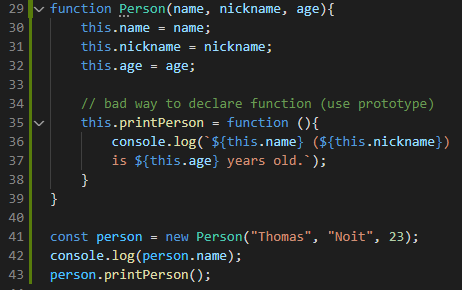 29 function Person(name, nickname, age){
30 this.name = name;
31 this.nickname = nickname;
32 this.age = age;
33
34 // bad way to declare function (use prototype)
35 this.printPerson = function (){
36 console.log(`${this.name} (${this.nickname})
37 is ${this.age} years old.`);
38 }
39 }
40
41 const person = new Person("Thomas", "Noit", 23);
42 console.log(person.name);
43 person.printPerson();